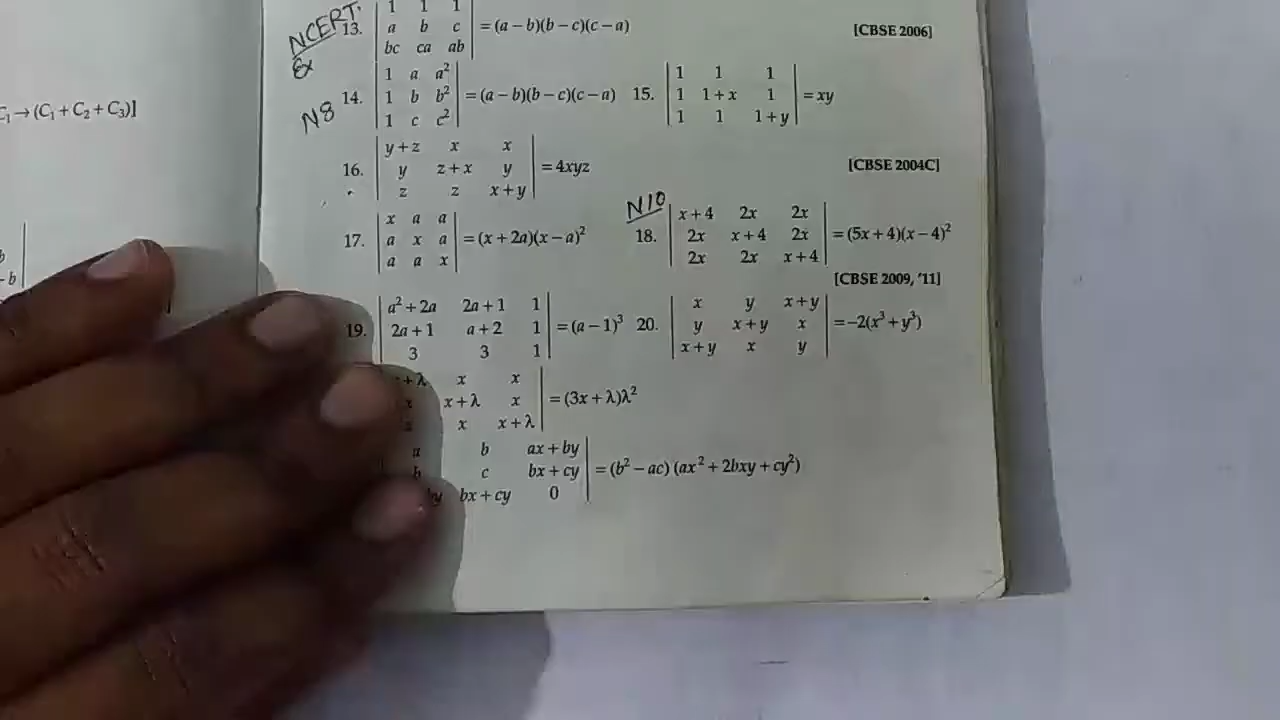 C₁→(C₁+C₂+C₃)]
b
-b
]
NCERT.
Ex
13. |1 1 1|
|a b c| = (a−b)(b−c)(c−a) [CBSE 2006]
|bc ca ab|
N8
14. |1 a a²|
|1 b b²| = (a−b)(b−c)(c−a)
|1 c c²|
15. |1 1 1|
|1 1+x 1| = xy
|1 1 1+y|
16. |y+z x x|
|y z+x y| = 4xyz [CBSE 2004C]
|z z x+y|
17. |x a a|
|a x a| = (x+2a)(x−a)²
|a a x|
N10
18. |x+4 2x 2x|
|2x x+4 2x| = (5x+4)(x−4)²
|2x 2x x+4|
[CBSE 2009, '11]
19. |a²+2a 2a+1 1|
|2a+1 a+2 1| = (a−1)³
|3 3 1|
20. |x y x+y|
|y x+y x| = −2(x³+y³)
|x+y x y|
+λ x x|
x x+λ x| = (3x+λ)λ²
x x x+λ|
a b ax+by|
b c bx+cy| = (b²−ac)(ax²+2bxy+cy²)
by bx+cy 0|